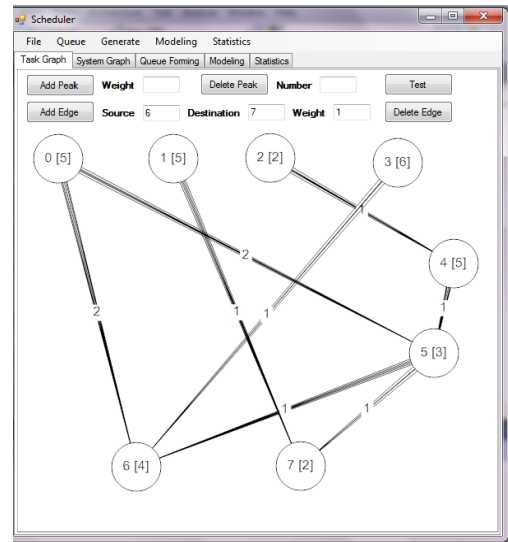 Scheduler
File Queue Generate Modeling Statistics
Task Graph System Graph Queue Forming Modeling Statistics
Add Peak Weight Delete Peak Number Test
Add Edge Source 6 Destination 7 Weight 1 Delete Edge
0 [5] 1 [5] 2 [2] 3 [6]
1
2
4 [5]
2 1 1 1
5 [3]
1 1
6 [4] 7 [2]